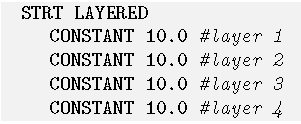 STRT LAYERED
CONSTANT 10.0 #layer 1
CONSTANT 10.0 #layer 2
CONSTANT 10.0 #layer 3
CONSTANT 10.0 #layer 4